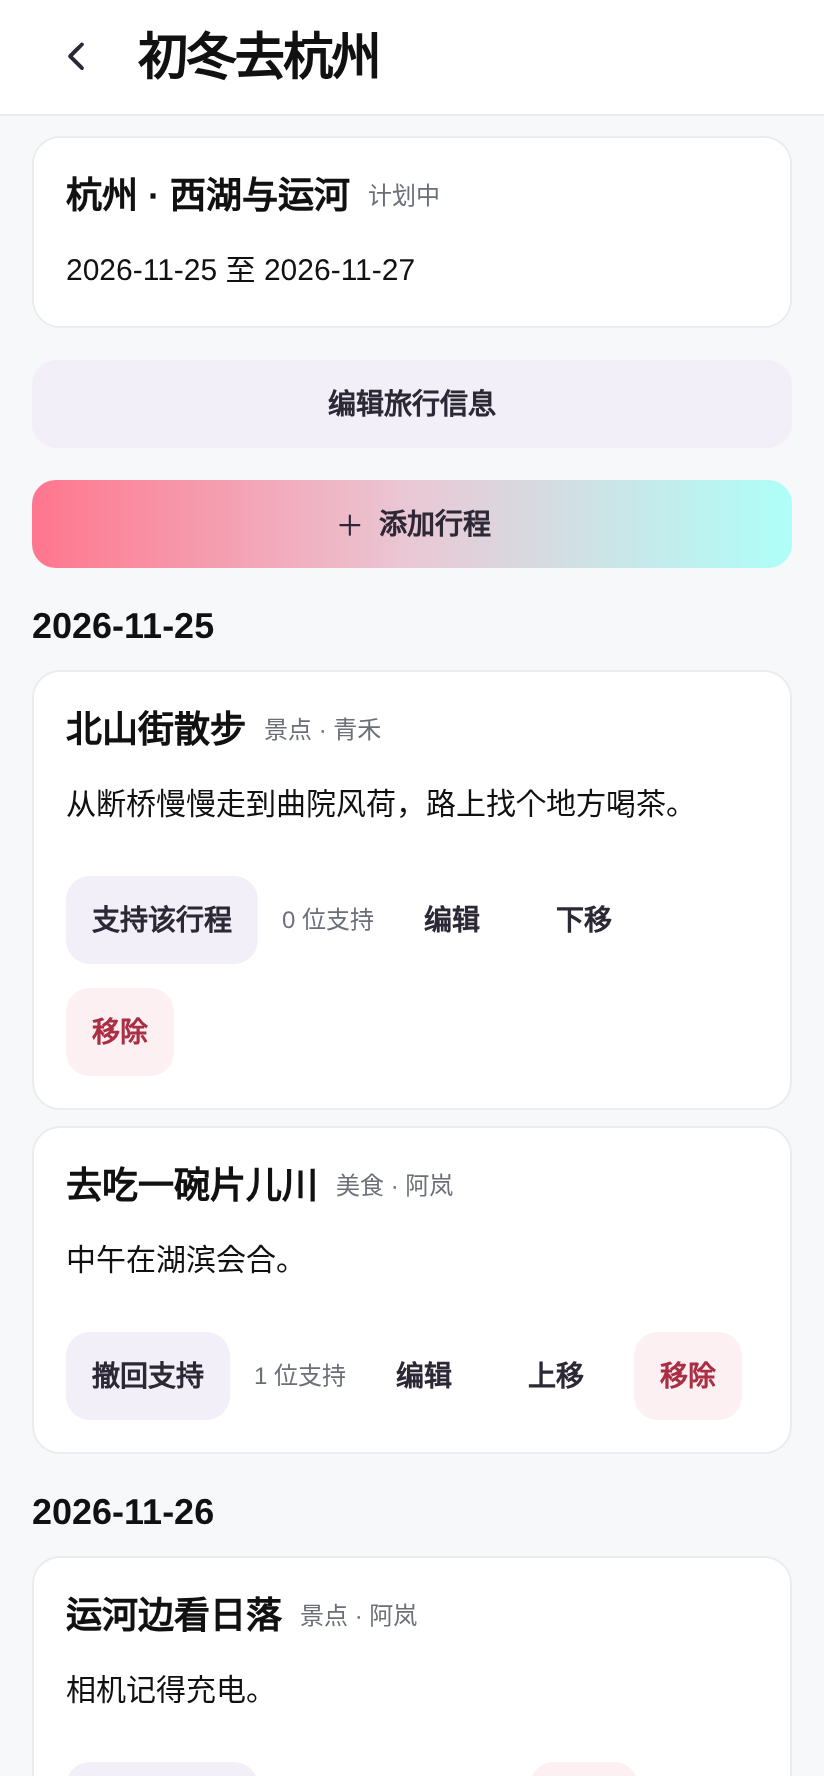 初冬去杭州
杭州 · 西湖与运河 计划中
2026-11-25 至 2026-11-27
编辑旅行信息
＋ 添加行程
2026-11-25
北山街散步 景点 · 青禾
从断桥慢慢走到曲院风荷，路上找个地方喝茶。
支持该行程 0 位支持 编辑 下移
移除
去吃一碗片儿川 美食 · 阿岚
中午在湖滨会合。
撤回支持 1 位支持 编辑 上移 移除
2026-11-26
运河边看日落 景点 · 阿岚
相机记得充电。